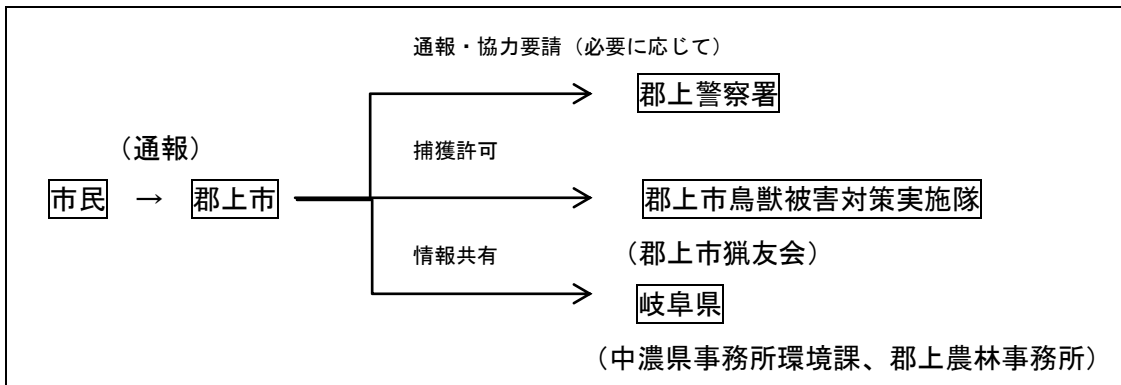 通報・協力要請（必要に応じて）
郡上警察署
（通報）
捕獲許可
市民 → 郡上市
郡上市鳥獣被害対策実施隊
情報共有
（郡上市猟友会）
岐阜県
（中濃県事務所環境課、郡上農林事務所）